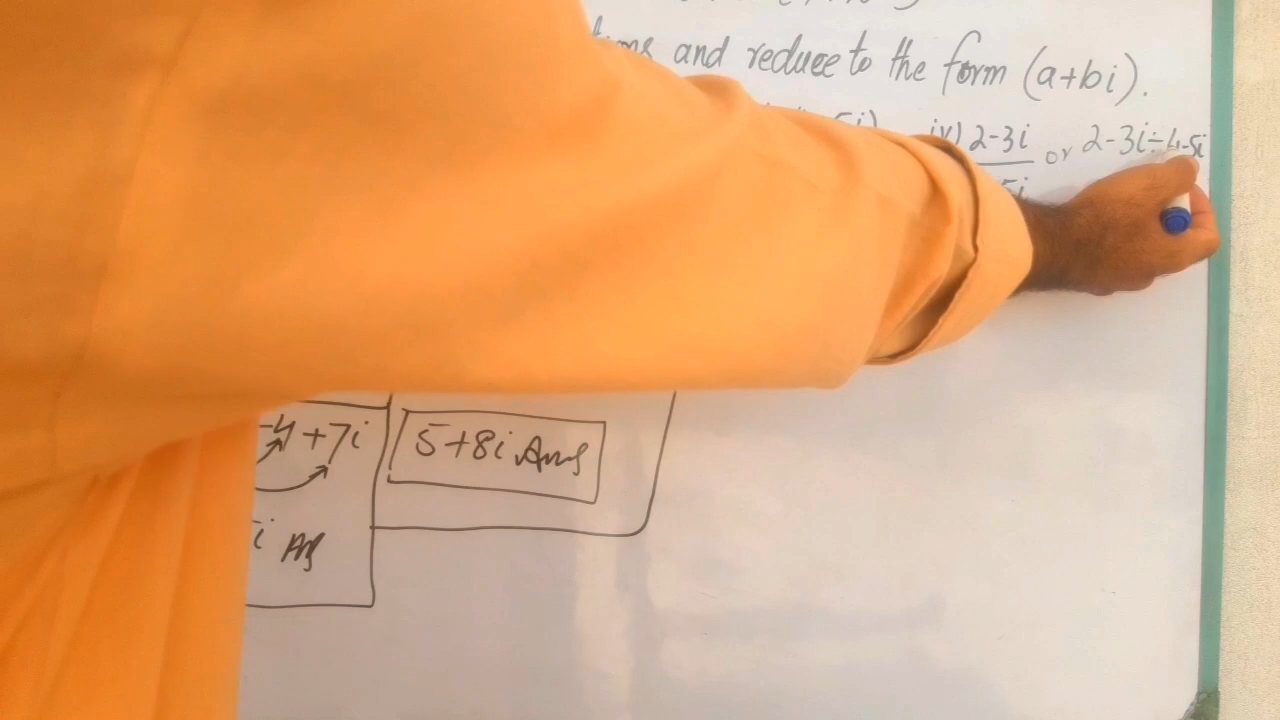 and reduce to the form (a+bi).
5i) iv) 2-3i or 2-3i÷4-5i
5i
-4+7i
5+8i Ans
i Ans